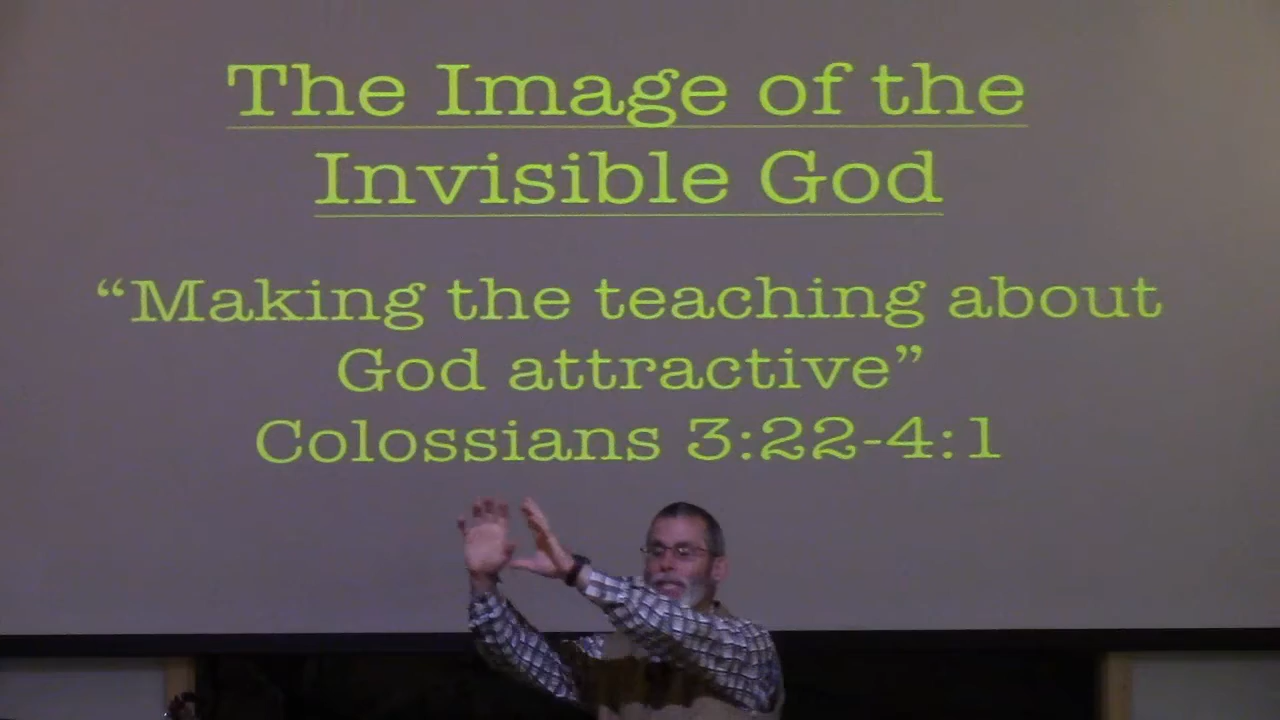 The Image of the
Invisible God
“Making the teaching about
God attractive”
Colossians 3:22-4:1